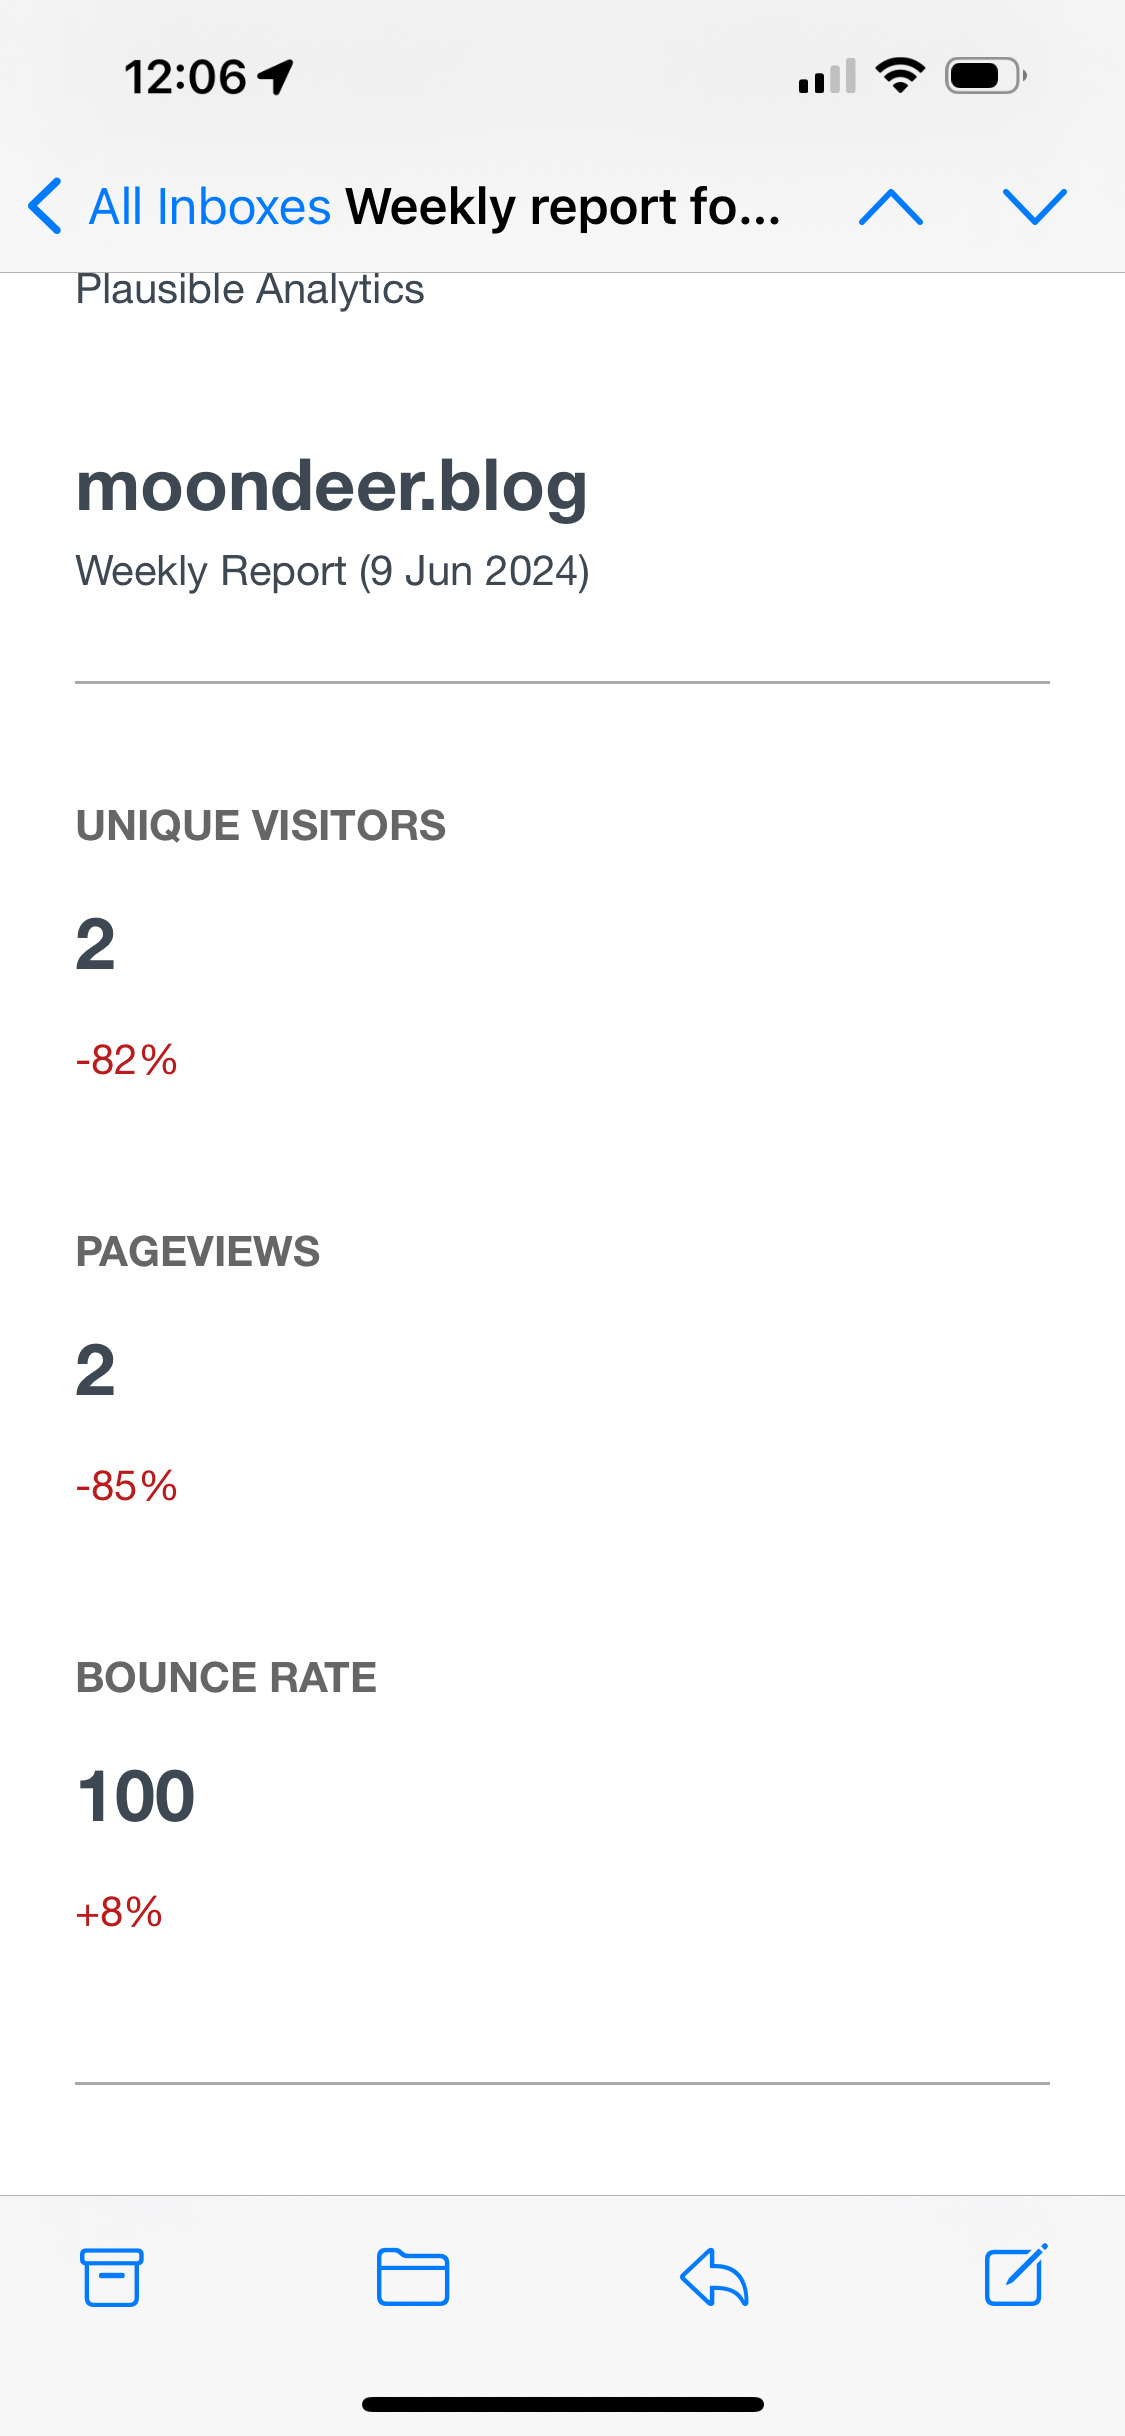 12:06
All Inboxes Weekly report fo...
Plausible Analytics
moondeer.blog
Weekly Report (9 Jun 2024)
UNIQUE VISITORS
2
-82%
PAGEVIEWS
2
-85%
BOUNCE RATE
100
+8%